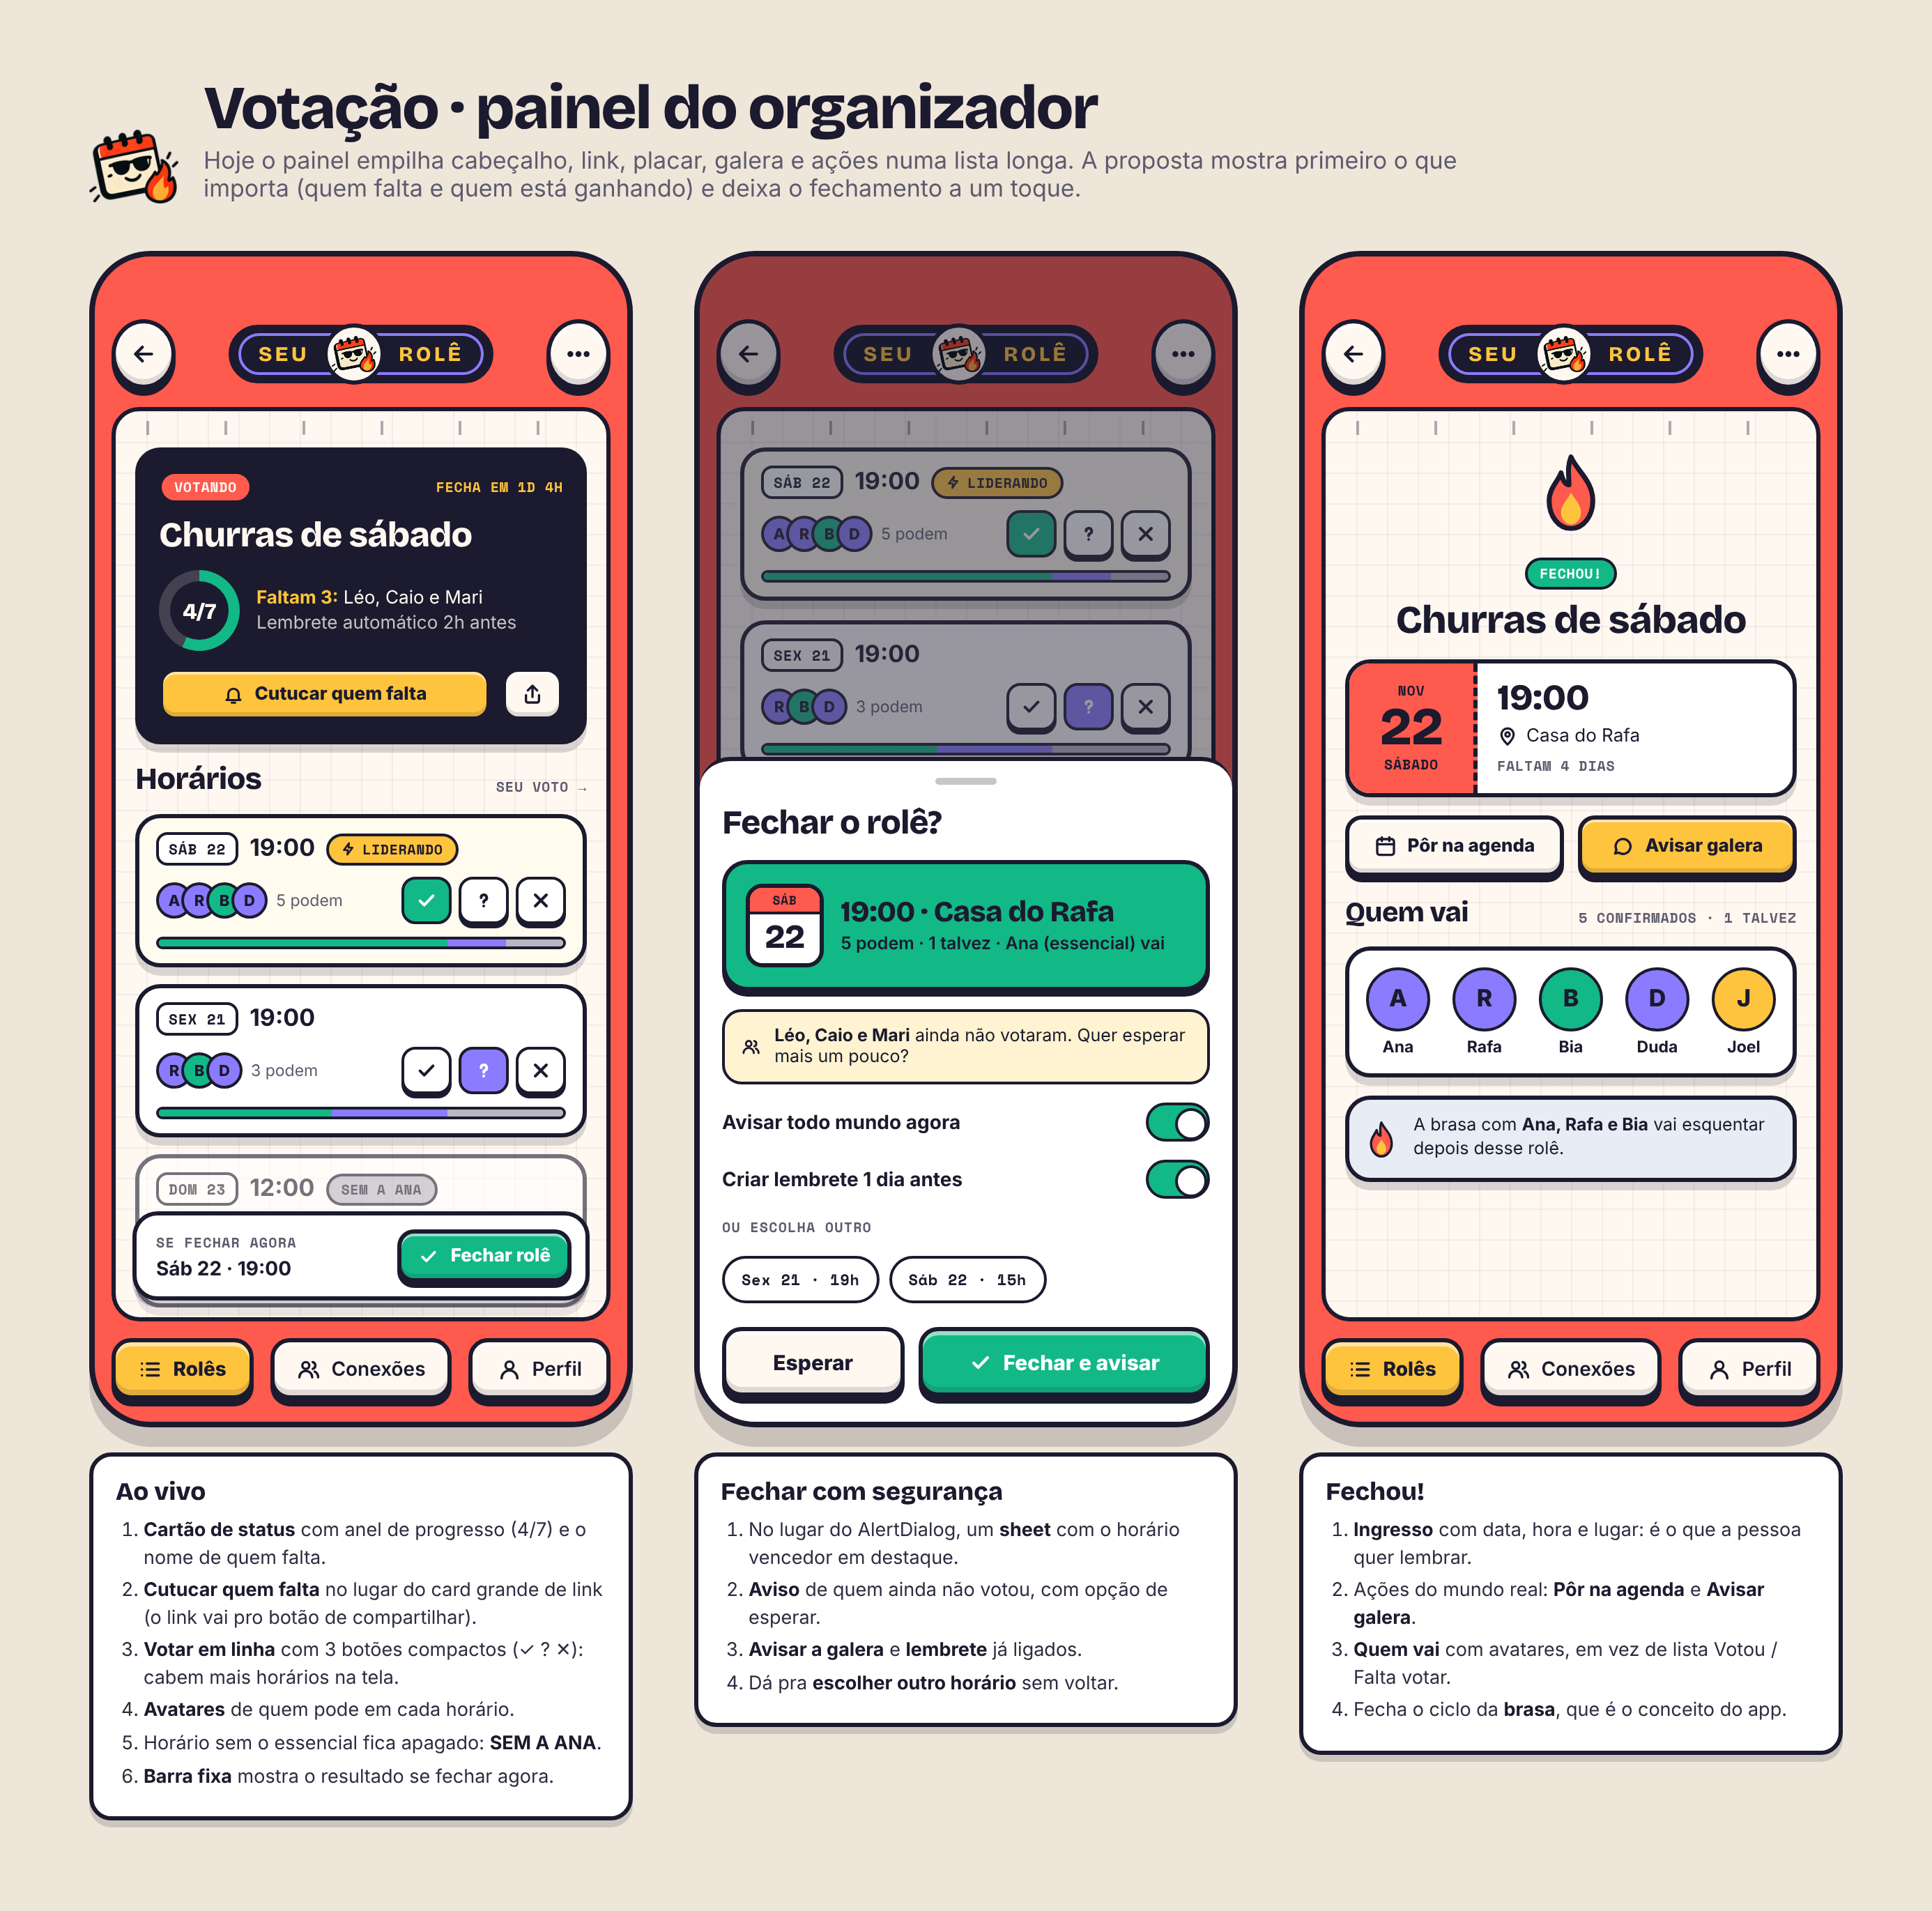 Votação · painel do organizador
Hoje o painel empilha cabeçalho, link, placar, galera e ações numa lista longa. A proposta mostra primeiro o que
importa (quem falta e quem está ganhando) e deixa o fechamento a um toque.
SEU ROLÊ
VOTANDO
FECHA EM 1D 4H
Churras de sábado
4/7
Faltam 3: Léo, Caio e Mari
Lembrete automático 2h antes
Cutucar quem falta
Horários
SEU VOTO →
SÁB 22 19:00 LIDERANDO
A R B D 5 podem ?
SEX 21 19:00
R B D 3 podem ?
DOM 23 12:00 SEM A ANA
SE FECHAR AGORA
Sáb 22 · 19:00
Fechar rolê
Rolês Conexões Perfil
SEU ROLÊ
SÁB 22 19:00 LIDERANDO
A R B D 5 podem ?
SEX 21 19:00
R B D 3 podem ?
Fechar o rolê?
SÁB
22
19:00 · Casa do Rafa
5 podem · 1 talvez · Ana (essencial) vai
Léo, Caio e Mari ainda não votaram. Quer esperar
mais um pouco?
Avisar todo mundo agora
Criar lembrete 1 dia antes
OU ESCOLHA OUTRO
Sex 21 · 19h Sáb 22 · 15h
Esperar Fechar e avisar
SEU ROLÊ
FECHOU!
Churras de sábado
NOV
22
SÁBADO
19:00
Casa do Rafa
FALTAM 4 DIAS
Pôr na agenda Avisar galera
Quem vai 5 CONFIRMADOS · 1 TALVEZ
A R B D J
Ana Rafa Bia Duda Joel
A brasa com Ana, Rafa e Bia vai esquentar
depois desse rolê.
Rolês Conexões Perfil
Ao vivo
1. Cartão de status com anel de progresso (4/7) e o
nome de quem falta.
2. Cutucar quem falta no lugar do card grande de link
(o link vai pro botão de compartilhar).
3. Votar em linha com 3 botões compactos (✓ ? ✕):
cabem mais horários na tela.
4. Avatares de quem pode em cada horário.
5. Horário sem o essencial fica apagado: SEM A ANA.
6. Barra fixa mostra o resultado se fechar agora.
Fechar com segurança
1. No lugar do AlertDialog, um sheet com o horário
vencedor em destaque.
2. Aviso de quem ainda não votou, com opção de
esperar.
3. Avisar a galera e lembrete já ligados.
4. Dá pra escolher outro horário sem voltar.
Fechou!
1. Ingresso com data, hora e lugar: é o que a pessoa
quer lembrar.
2. Ações do mundo real: Pôr na agenda e Avisar
galera.
3. Quem vai com avatares, em vez de lista Votou /
Falta votar.
4. Fecha o ciclo da brasa, que é o conceito do app.